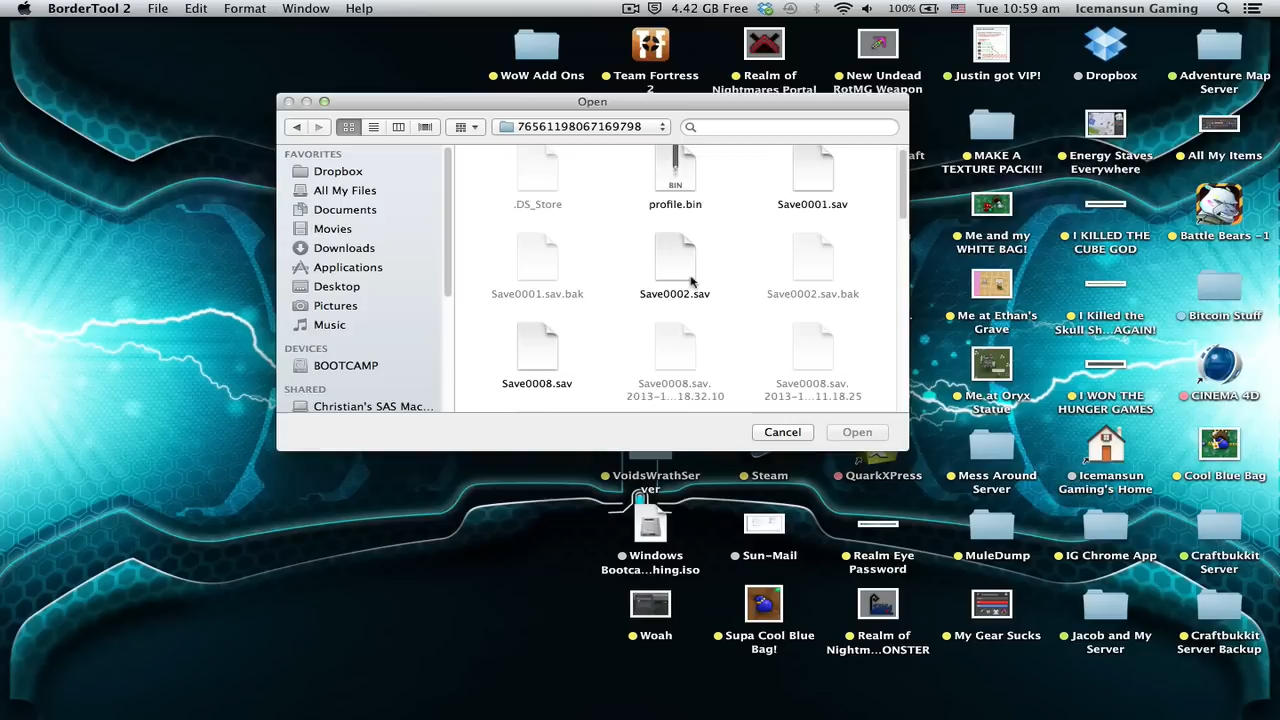 BorderTool 2 File Edit Format Window Help 4.42 GB Free 100% Tue 10:59 am Icemansun Gaming
WoW Add Ons
Team Fortress
2
Realm of
Nightmares Portal
New Undead
RotMG Weapon
Justin got VIP!
Dropbox
Adventure Map
Server
Open
76561198067169798
FAVORITES
Dropbox
All My Files
Documents
Movies
Downloads
Applications
Desktop
Pictures
Music
DEVICES
BOOTCAMP
SHARED
Christian's SAS Mac...
.DS_Store
BIN
profile.bin
Save0001.sav
Save0001.sav.bak
Save0002.sav
Save0002.sav.bak
Save0008.sav
Save0008.sav.
2013-1...18.32.10
Save0008.sav.
2013-1...11.18.25
Cancel
Open
MAKE A
TEXTURE PACK!!!
Energy Staves
Everywhere
All My Items
Me and my
WHITE BAG!
I KILLED THE
CUBE GOD
Battle Bears -1
Me at Ethan's
Grave
I Killed the
Skull Sh...AGAIN!
Bitcoin Stuff
Me at Oryx
Statue
I WON THE
HUNGER GAMES
CINEMA 4D
VoidsWrathSer
ver
Steam
QuarkXPress
Mess Around
Server
Icemansun
Gaming's Home
Cool Blue Bag
Windows
Bootca...hing.iso
Sun-Mail
Realm Eye
Password
MuleDump
IG Chrome App
Craftbukkit
Server
Woah
Supa Cool Blue
Bag!
Realm of
Nightm...ONSTER
My Gear Sucks
Jacob and My
Server
Craftbukkit
Server Backup